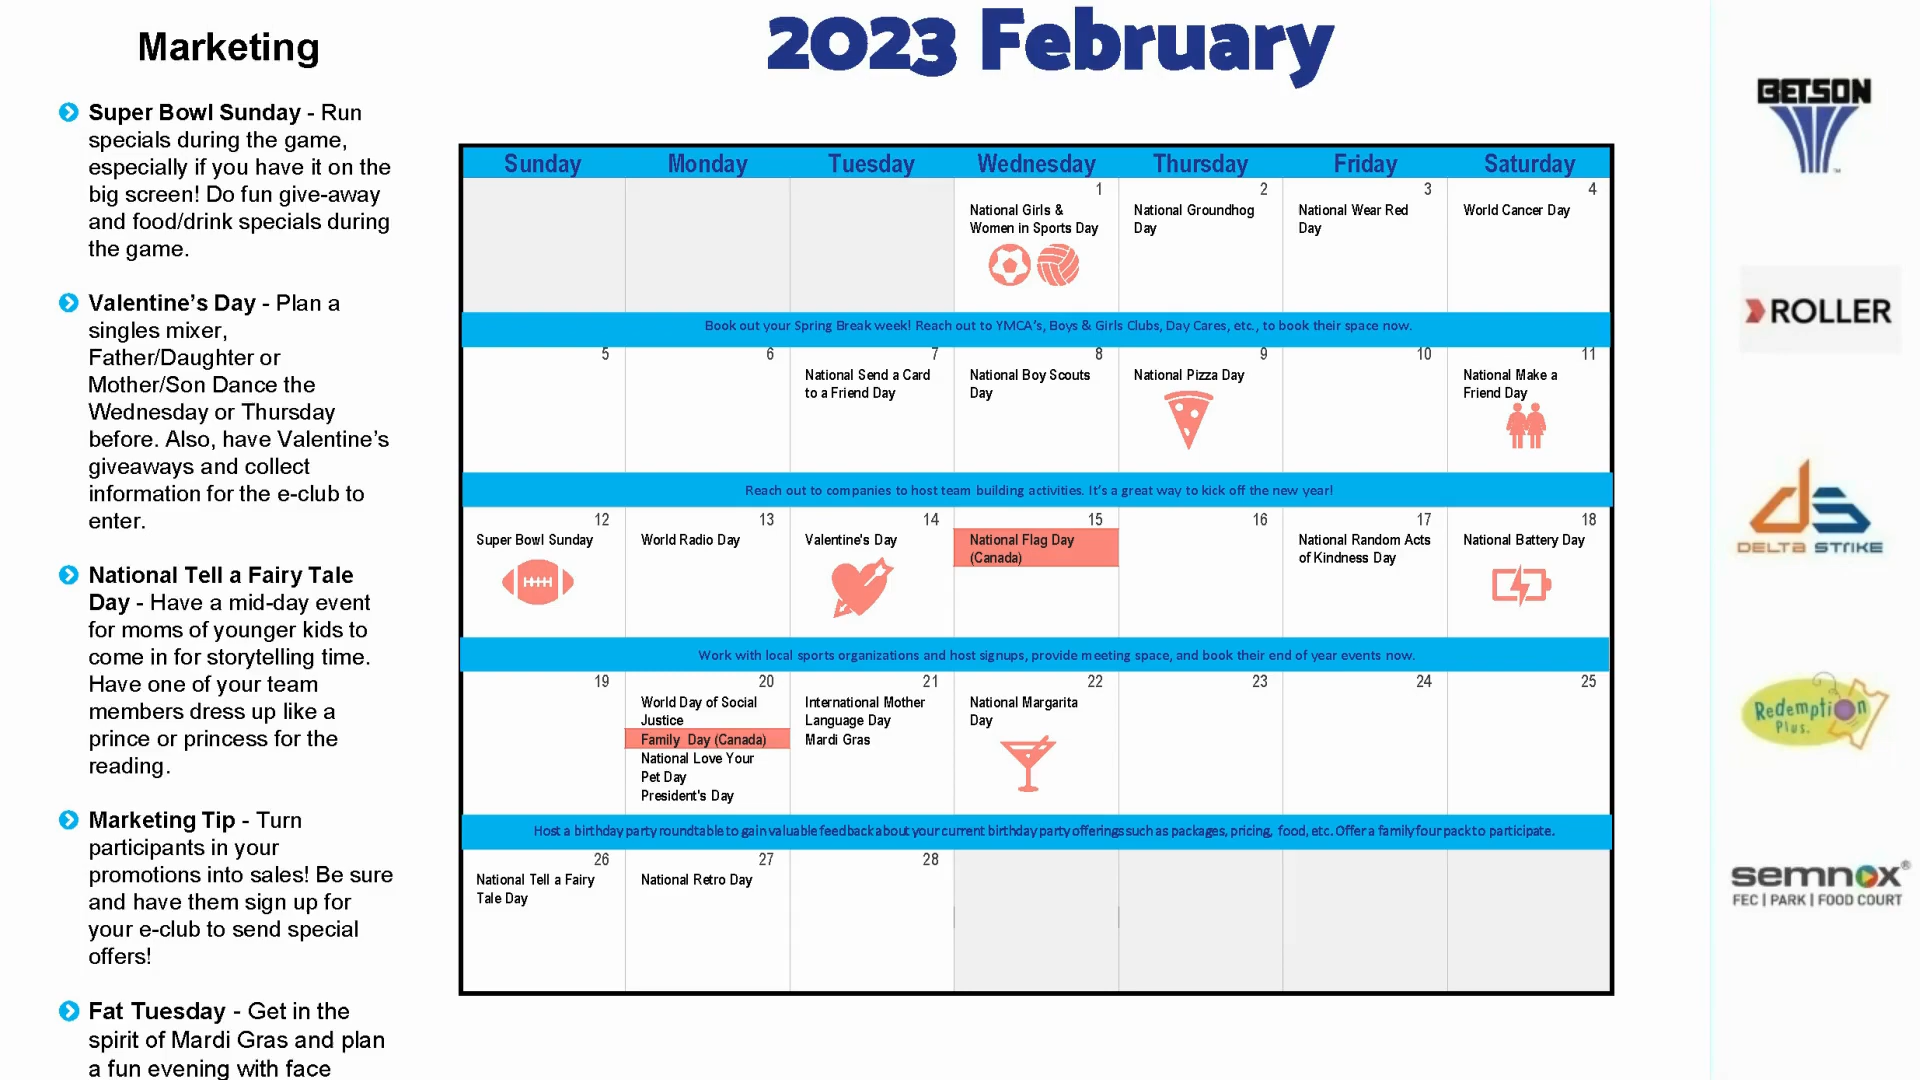 Marketing
Super Bowl Sunday - Run
specials during the game,
especially if you have it on the
big screen! Do fun give-away
and food/drink specials during
the game.
Valentine’s Day - Plan a
singles mixer,
Father/Daughter or
Mother/Son Dance the
Wednesday or Thursday
before. Also, have Valentine’s
giveaways and collect
information for the e-club to
enter.
National Tell a Fairy Tale
Day - Have a mid-day event
for moms of younger kids to
come in for storytelling time.
Have one of your team
members dress up like a
prince or princess for the
reading.
Marketing Tip - Turn
participants in your
promotions into sales! Be sure
and have them sign up for
your e-club to send special
offers!
Fat Tuesday - Get in the
spirit of Mardi Gras and plan
a fun evening with face
2023 February
Sunday Monday Tuesday Wednesday Thursday Friday Saturday
1 2 3 4
National Girls &
Women in Sports Day
National Groundhog
Day
National Wear Red
Day
World Cancer Day
Book out your Spring Break week! Reach out to YMCA’s, Boys & Girls Clubs, Day Cares, etc., to book their space now.
5 6 7 8 9 10 11
National Send a Card
to a Friend Day
National Boy Scouts
Day
National Pizza Day
National Make a
Friend Day
Reach out to companies to host team building activities. It’s a great way to kick off the new year!
12 13 14 15 16 17 18
Super Bowl Sunday
World Radio Day
Valentine's Day
National Flag Day
(Canada)
National Random Acts
of Kindness Day
National Battery Day
Work with local sports organizations and host signups, provide meeting space, and book their end of year events now.
19 20 21 22 23 24 25
World Day of Social
Justice
Family Day (Canada)
National Love Your
Pet Day
President's Day
International Mother
Language Day
Mardi Gras
National Margarita
Day
Host a birthday party roundtable to gain valuable feedback about your current birthday party offerings such as packages, pricing, food, etc. Offer a family four pack to participate.
26 27 28
National Tell a Fairy
Tale Day
National Retro Day
BETSON
ROLLER
DELTA STRIKE
Redemption
Plus.
semnox
FEC | PARK | FOOD COURT